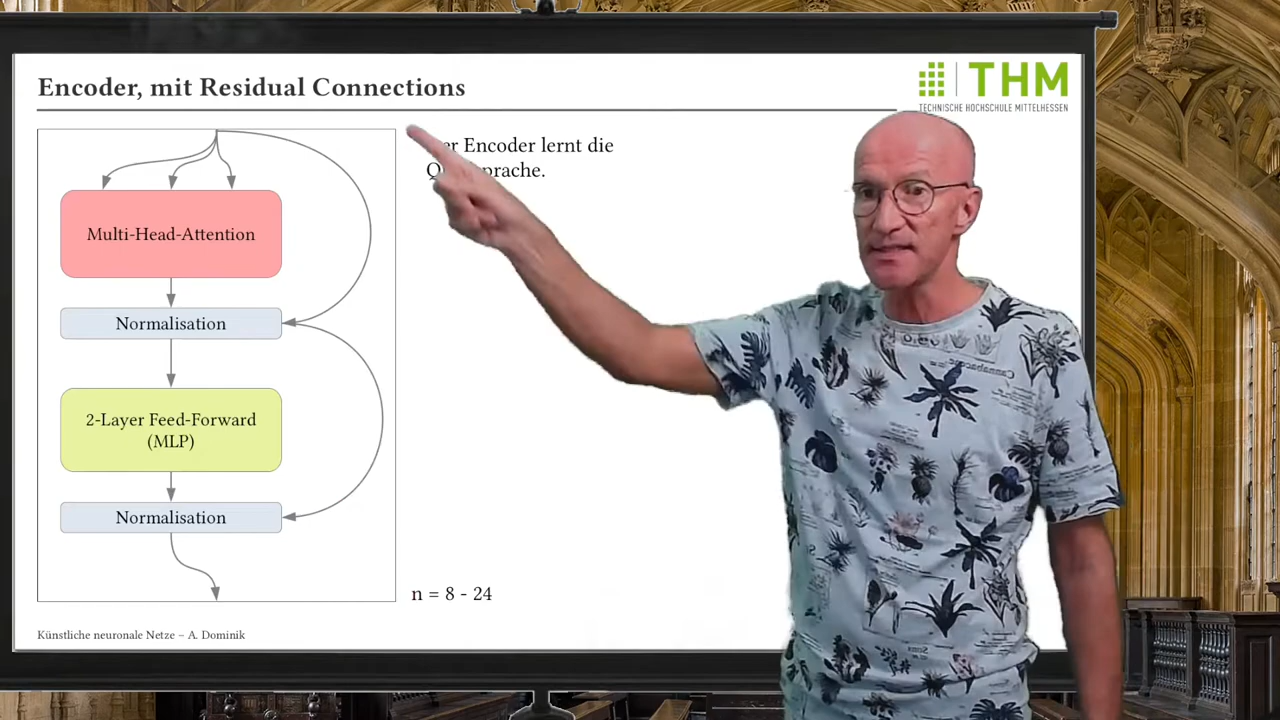 Encoder, mit Residual Connections
THM
TECHNISCHE HOCHSCHULE MITTELHESSEN
Encoder lernt die
Multi-Head-Attention
Normalisation
2-Layer Feed-Forward
(MLP)
Normalisation
n = 8 - 24
Künstliche neuronale Netze – A. Dominik